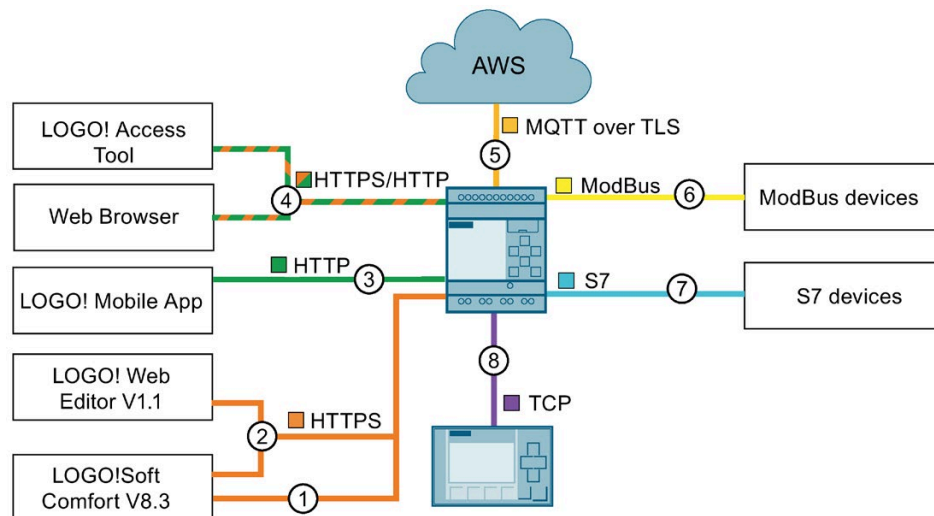 AWS
LOGO! Access
Tool
MQTT over TLS
5
HTTPS/HTTP
4
ModBus
6
ModBus devices
Web Browser
HTTP
3
LOGO! Mobile App
S7
7
S7 devices
8
LOGO! Web
Editor V1.1
2
HTTPS
TCP
LOGO!Soft
Comfort V8.3
1